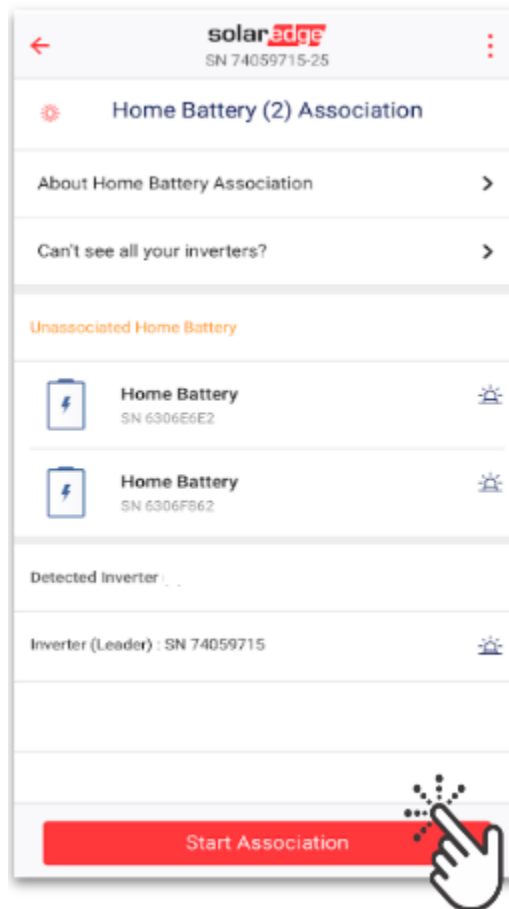 solaredge
SN 74059715-25
Home Battery (2) Association
About Home Battery Association
Can't see all your inverters?
Unassociated Home Battery
Home Battery
SN 6306E6E2
Home Battery
SN 6306F862
Detected Inverter
Inverter (Leader) : SN 74059715
Start Association